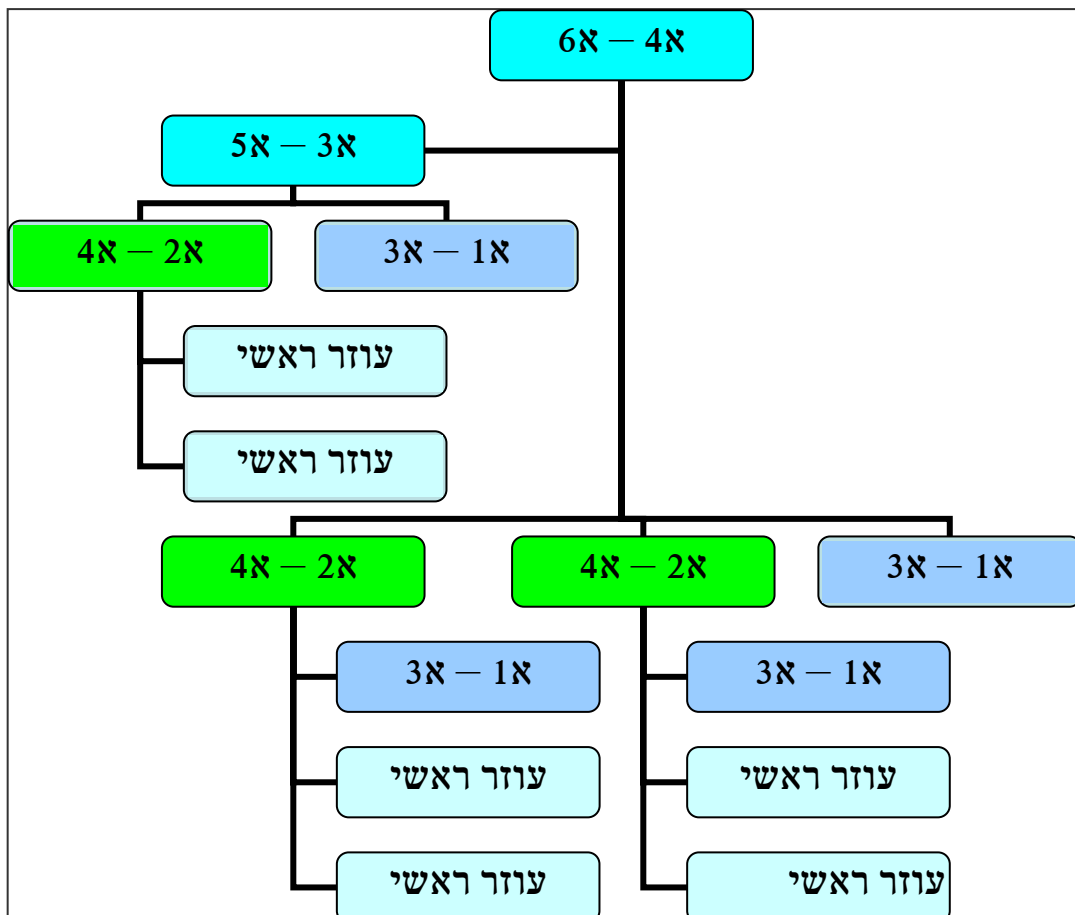 א4 – א6
א3 – א5
א1 – א3
א2 – א4
עוזר ראשי
עוזר ראשי
א1 – א3
א2 – א4
א2 – א4
א1 – א3
א1 – א3
עוזר ראשי
עוזר ראשי
עוזר ראשי
עוזר ראשי